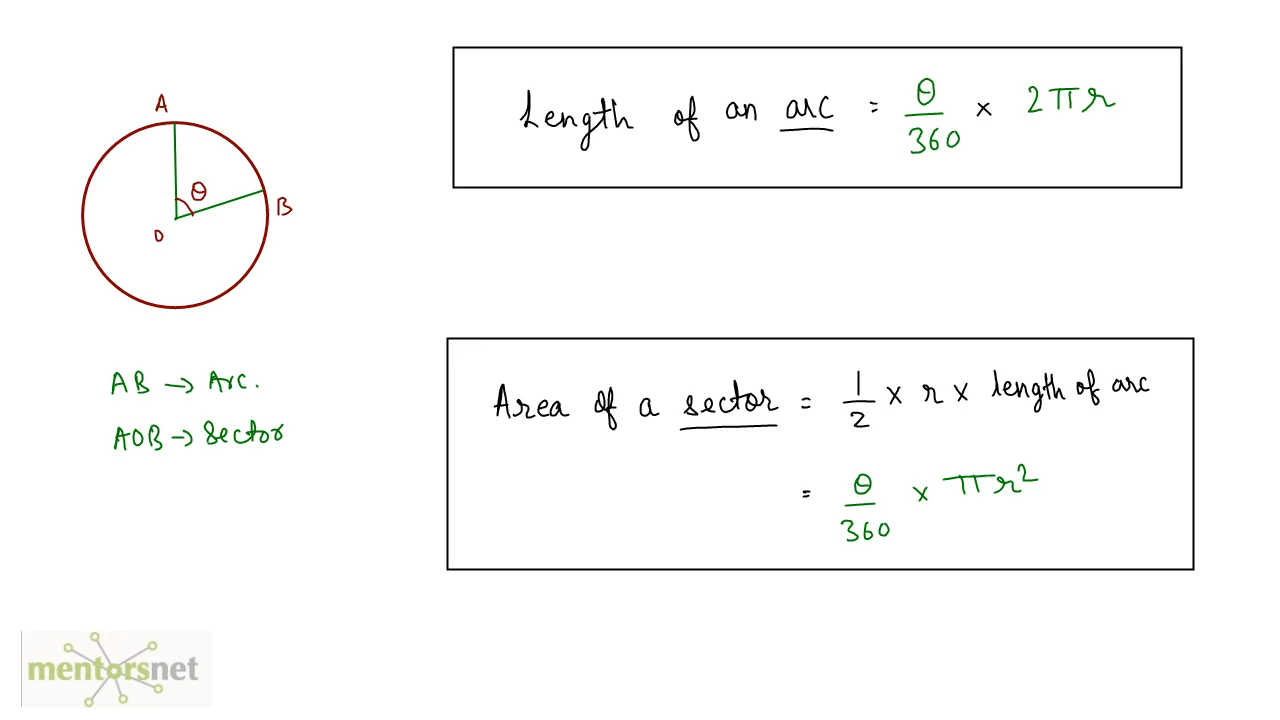 A
θ
B
O
AB → Arc.
AOB → Sector
Length of an arc = θ/360 × 2πr
Area of a sector = 1/2 × r × length of arc
= θ/360 × πr²
mentorsnet